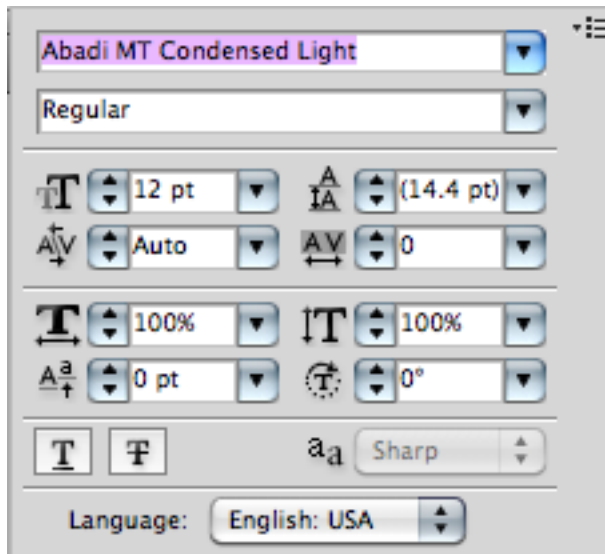 Abadi MT Condensed Light
Regular
12 pt (14.4 pt)
Auto 0
100% 100%
0 pt 0°
Sharp
Language: English: USA